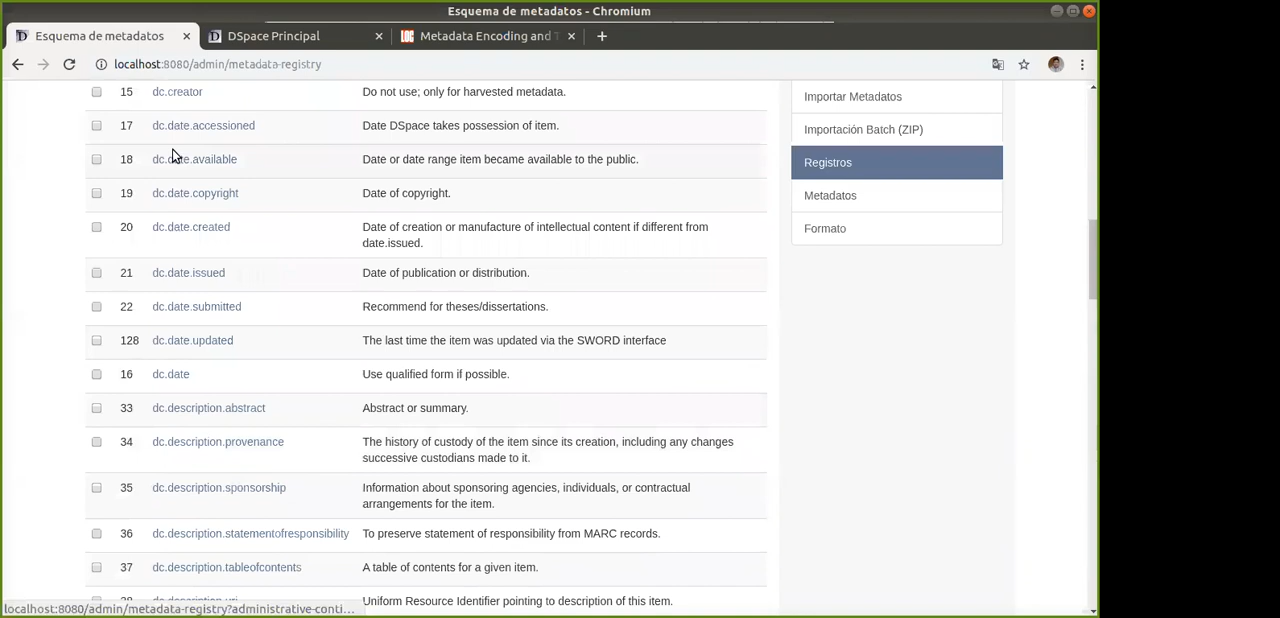 Esquema de metadatos - Chromium
Esquema de metadatos
DSpace Principal
Metadata Encoding and
localhost:8080/admin/metadata-registry
15 dc.creator Do not use; only for harvested metadata.
17 dc.date.accessioned Date DSpace takes possession of item.
18 dc.date.available Date or date range item became available to the public.
19 dc.date.copyright Date of copyright.
20 dc.date.created Date of creation or manufacture of intellectual content if different from
date.issued.
21 dc.date.issued Date of publication or distribution.
22 dc.date.submitted Recommend for theses/dissertations.
128 dc.date.updated The last time the item was updated via the SWORD interface
16 dc.date Use qualified form if possible.
33 dc.description.abstract Abstract or summary.
34 dc.description.provenance The history of custody of the item since its creation, including any changes
successive custodians made to it.
35 dc.description.sponsorship Information about sponsoring agencies, individuals, or contractual
arrangements for the item.
36 dc.description.statementofresponsibility To preserve statement of responsibility from MARC records.
37 dc.description.tableofcontents A table of contents for a given item.
38 dc.description.uri Uniform Resource Identifier pointing to description of this item.
Importar Metadatos
Importación Batch (ZIP)
Registros
Metadatos
Formato
localhost:8080/admin/metadata-registry?administrative-conti...